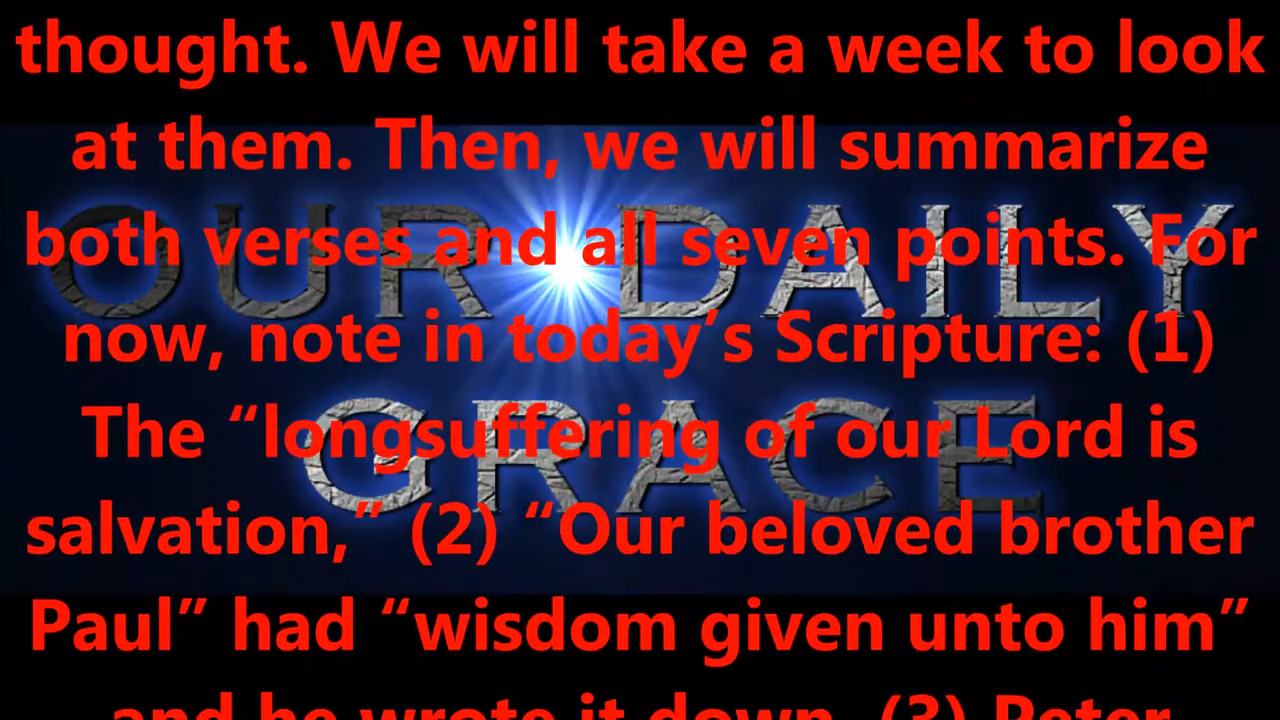 thought. We will take a week to look
at them. Then, we will summarize
both verses and all seven points. For
now, note in today’s Scripture: (1)
The “longsuffering of our Lord is
salvation,” (2) “Our beloved brother
Paul” had “wisdom given unto him”
and he wrote it down, (3) Peter
OUR DAILY
GRACE